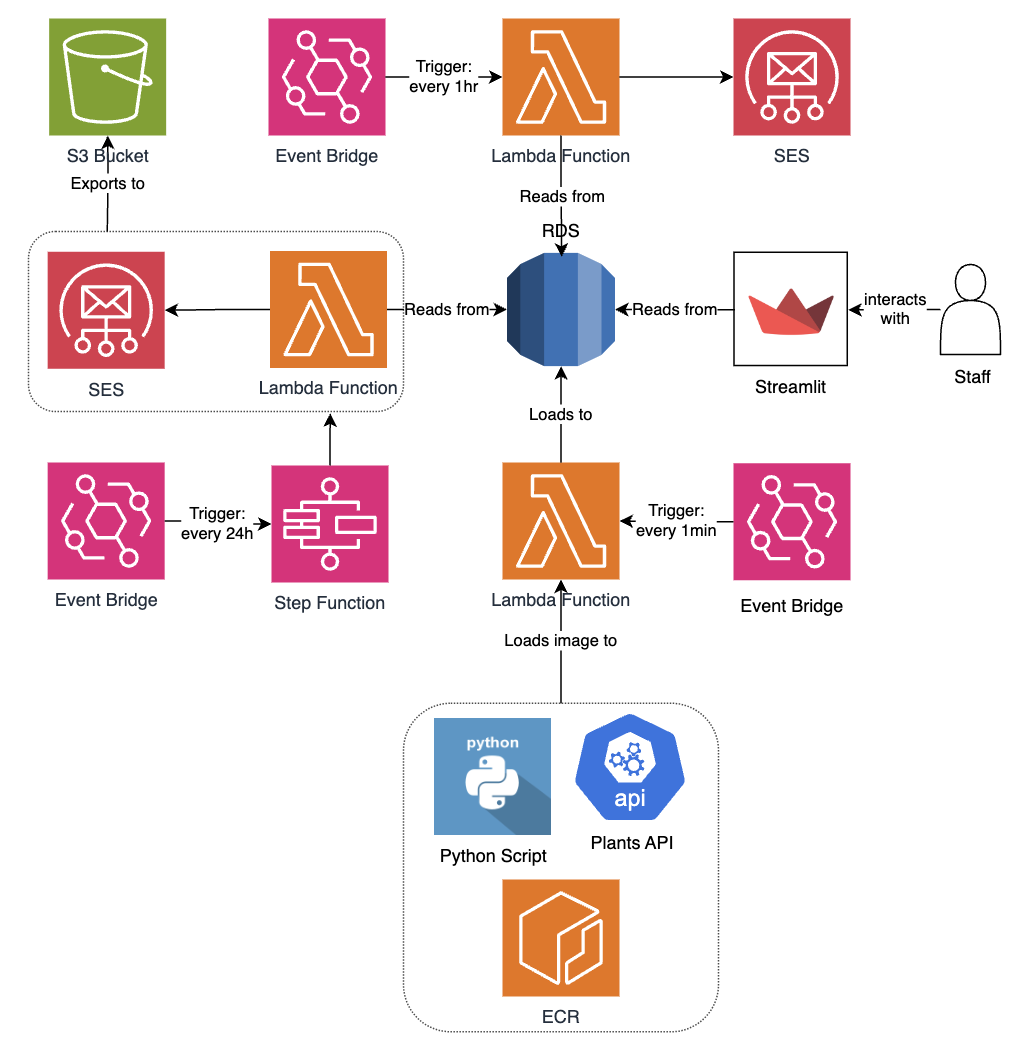 Trigger:
every 1hr
S3 Bucket
Event Bridge
Lambda Function
SES
Exports to
Reads from
RDS
Reads from
Reads from
interacts
with
SES
Lambda Function
Streamlit
Staff
Loads to
Trigger:
every 24h
Trigger:
every 1min
Event Bridge
Step Function
Lambda Function
Event Bridge
Loads image to
python
api
Python Script
Plants API
ECR